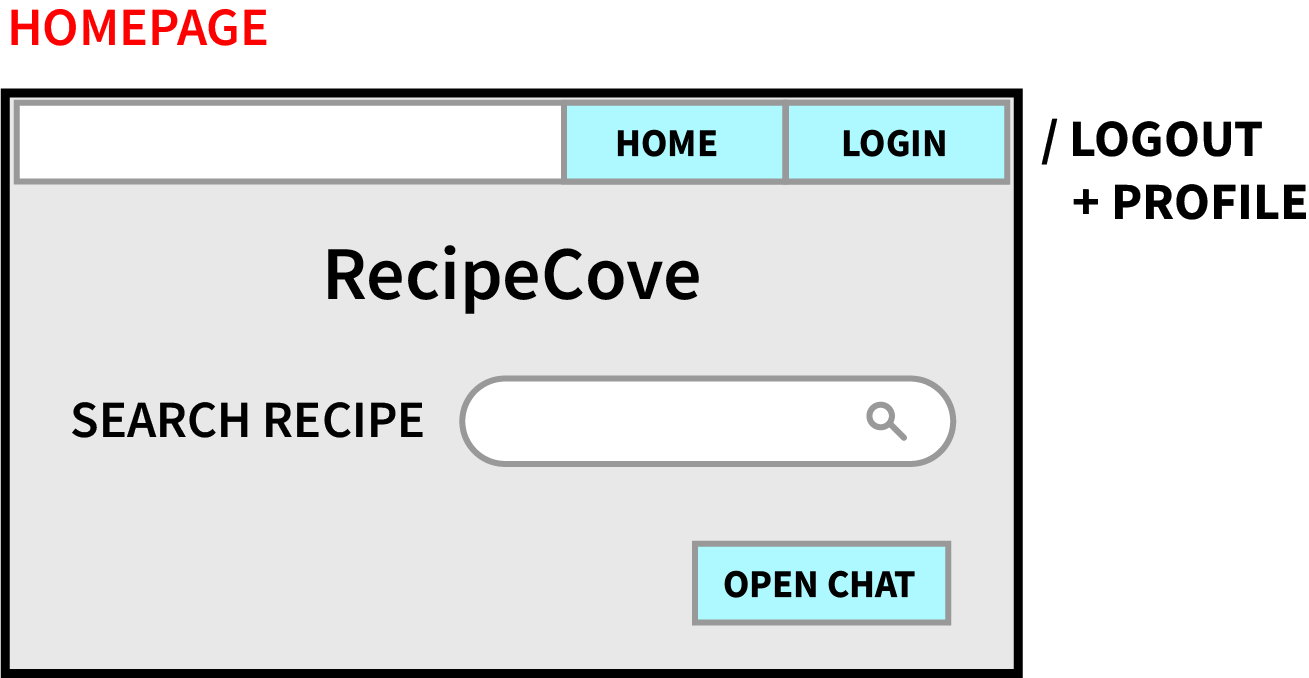 HOMEPAGE
HOME LOGIN / LOGOUT
+ PROFILE
RecipeCove
SEARCH RECIPE
OPEN CHAT